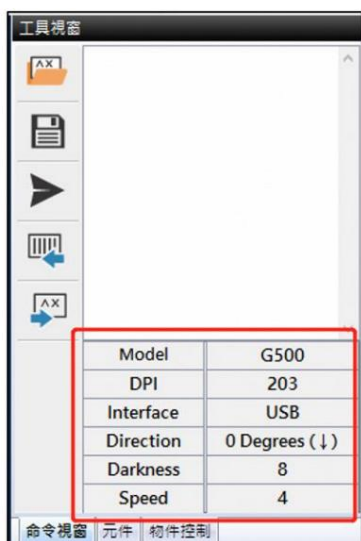 工具視窗
^X
^X
Model G500
DPI 203
Interface USB
Direction 0 Degrees (↓)
Darkness 8
Speed 4
命令視窗 元件 物件控制